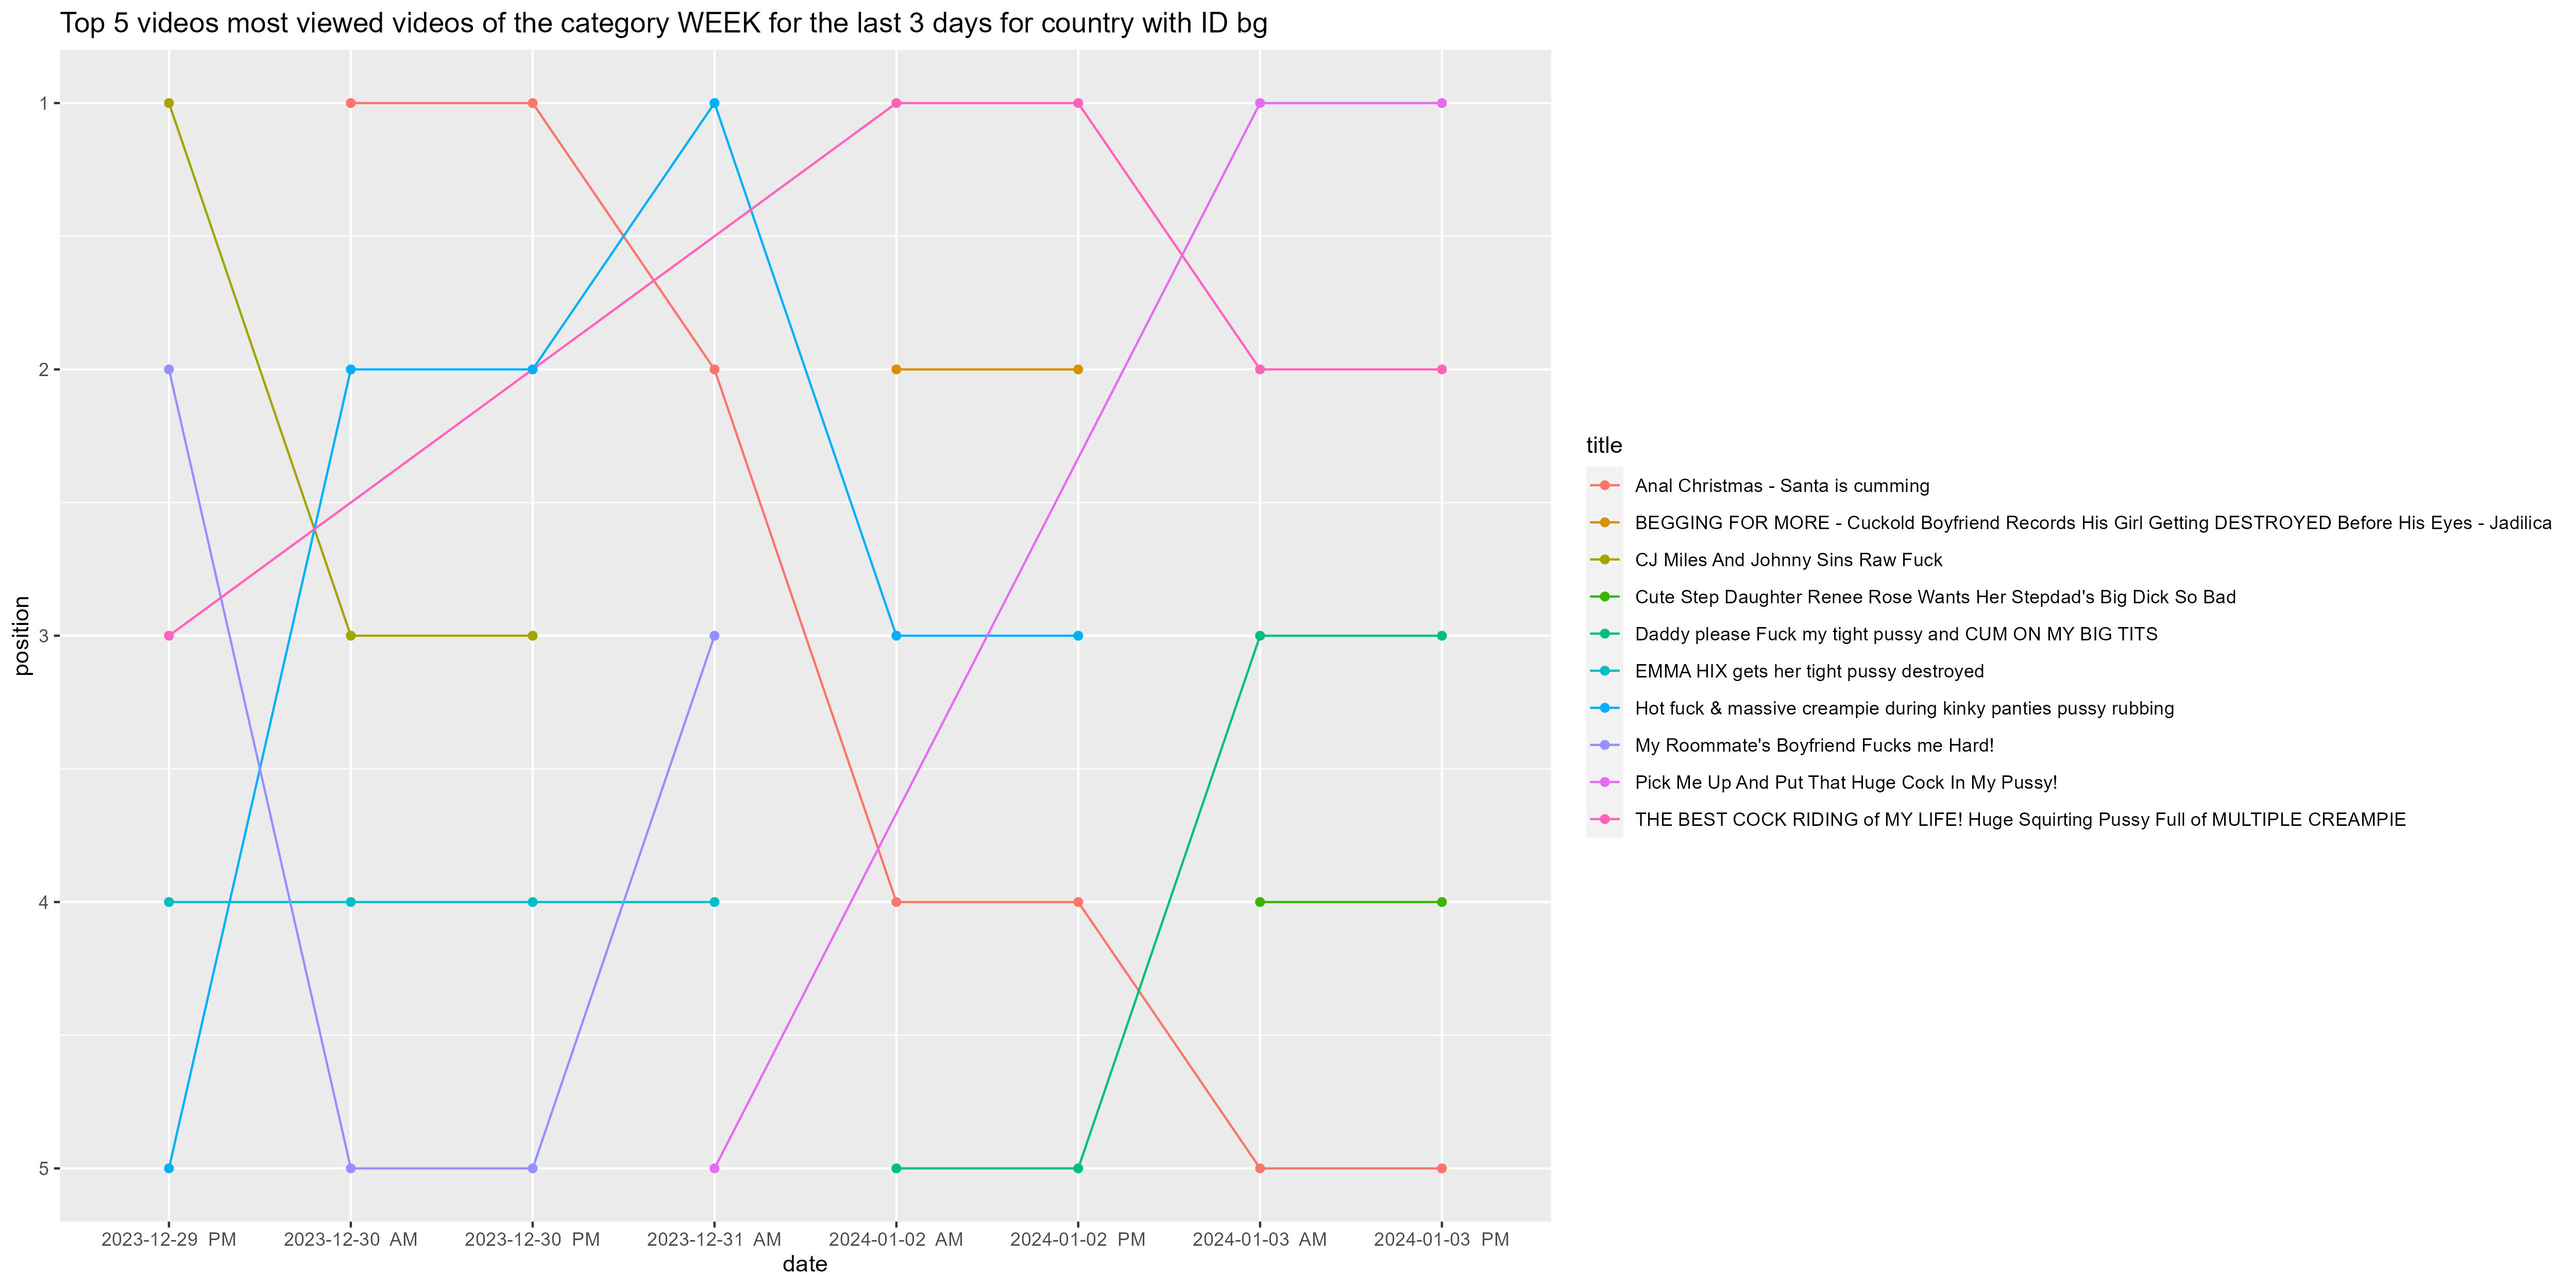 Top 5 videos most viewed videos of the category WEEK for the last 3 days for country with ID bg
position
1
2
3
4
5
2023-12-29 PM
2023-12-30 AM
2023-12-30 PM
2023-12-31 AM
2024-01-02 AM
2024-01-02 PM
2024-01-03 AM
2024-01-03 PM
date
title
Anal Christmas - Santa is cumming
BEGGING FOR MORE - Cuckold Boyfriend Records His Girl Getting DESTROYED Before His Eyes - Jadilica
CJ Miles And Johnny Sins Raw Fuck
Cute Step Daughter Renee Rose Wants Her Stepdad's Big Dick So Bad
Daddy please Fuck my tight pussy and CUM ON MY BIG TITS
EMMA HIX gets her tight pussy destroyed
Hot fuck & massive creampie during kinky panties pussy rubbing
My Roommate's Boyfriend Fucks me Hard!
Pick Me Up And Put That Huge Cock In My Pussy!
THE BEST COCK RIDING of MY LIFE! Huge Squirting Pussy Full of MULTIPLE CREAMPIE